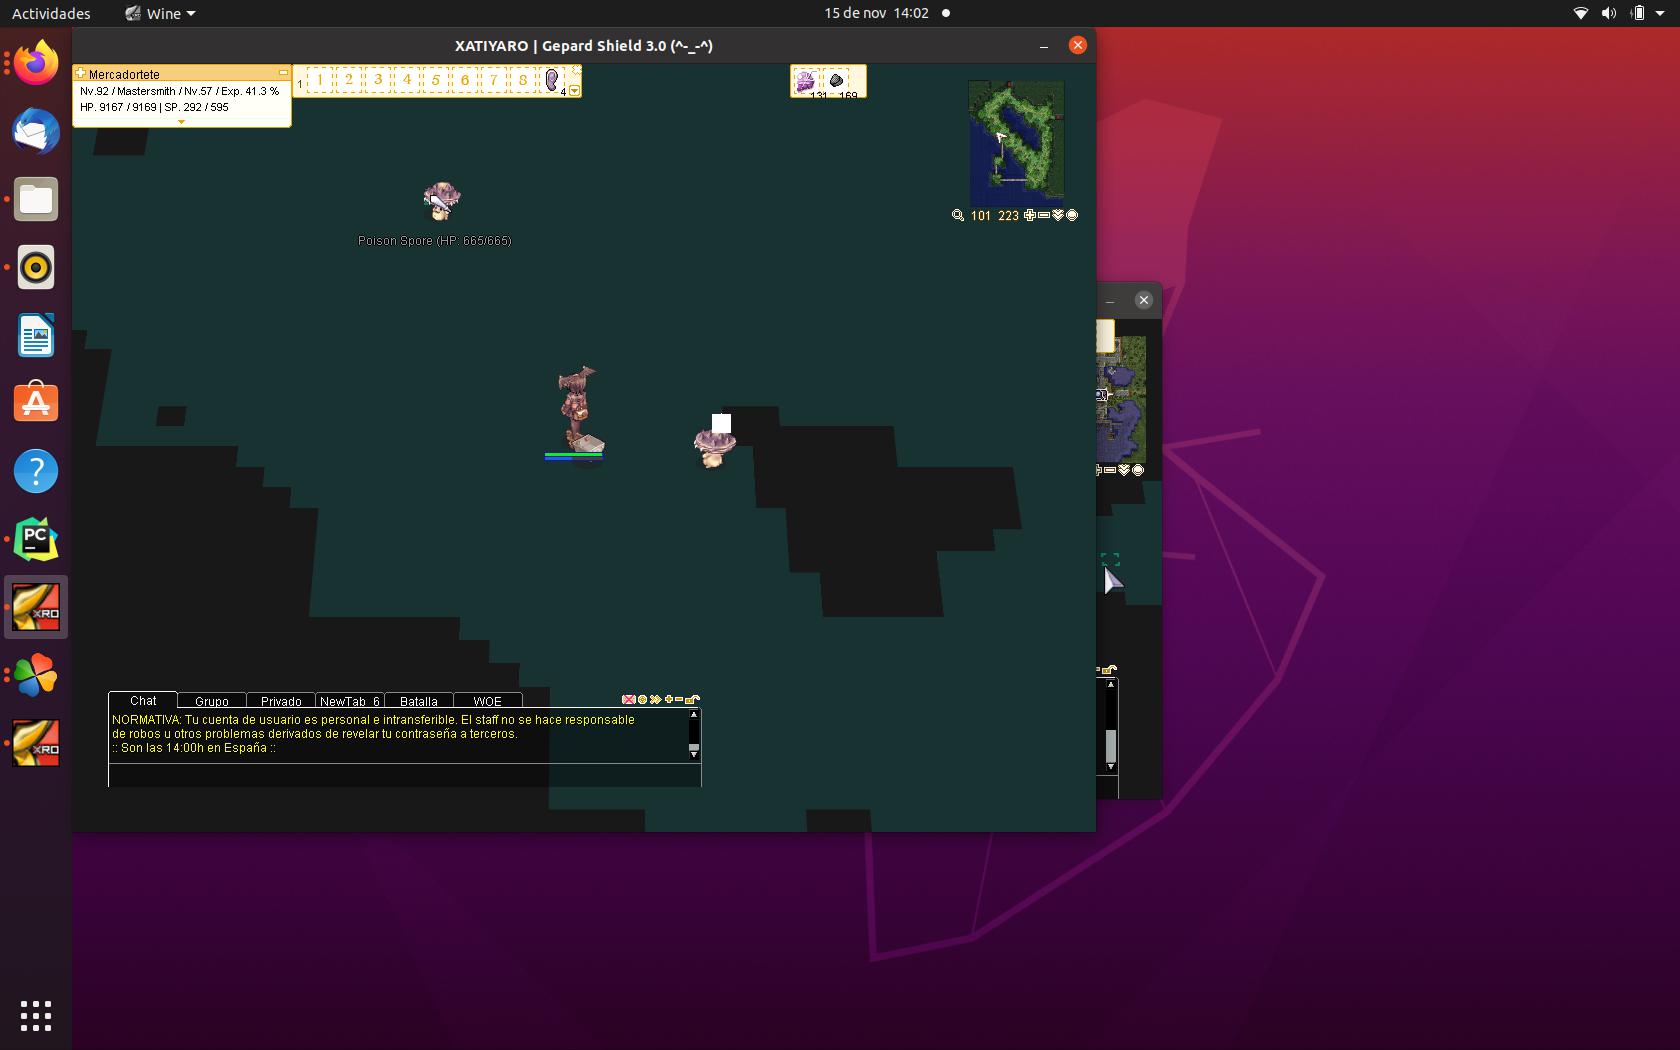 Actividades
Wine
15 de nov 14:02
XATIYARO | Gepard Shield 3.0 (^-_-^)
Mercadortete
Nv.92 / Mastersmith / Nv.57 / Exp. 41.3 %
HP. 9167 / 9169 | SP. 292 / 595
1
1 2 3 4 5 6 7 8
4
131 169
101 223
Poison Spore (HP: 665/665)
PC
XRO
XRO
Chat Grupo Privado NewTab_6 Batalla WOE
NORMATIVA: Tu cuenta de usuario es personal e intransferible. El staff no se hace responsable
de robos u otros problemas derivados de revelar tu contraseña a terceros.
:: Son las 14:00h en España ::